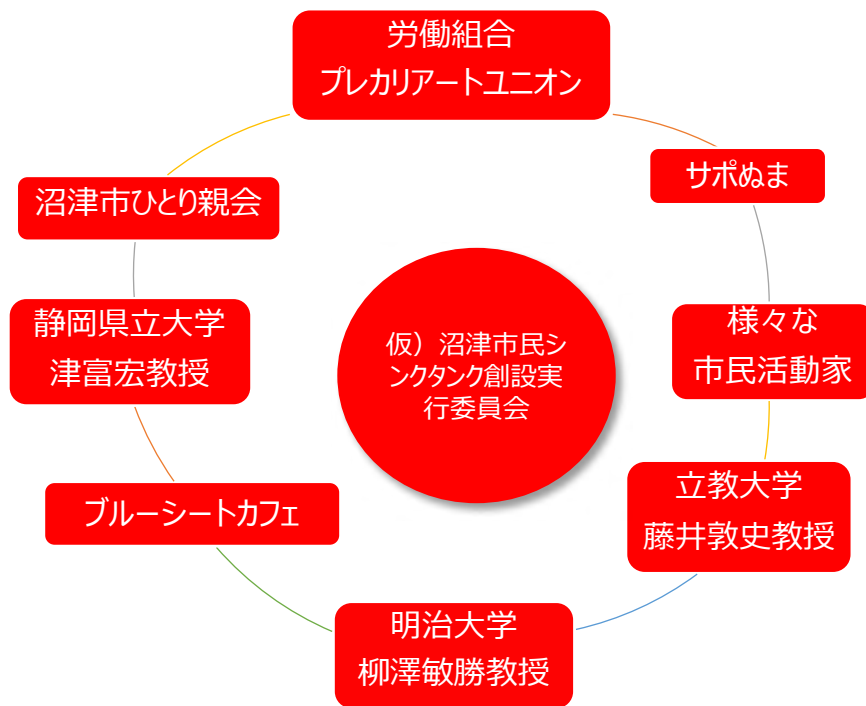 労働組合
プレカリアートユニオン
サポぬま
沼津市ひとり親会
静岡県立大学
津富宏教授
様々な
市民活動家
仮）沼津市民シ
ンクタンク創設実
行委員会
立教大学
藤井敦史教授
ブルーシートカフェ
明治大学
柳澤敏勝教授